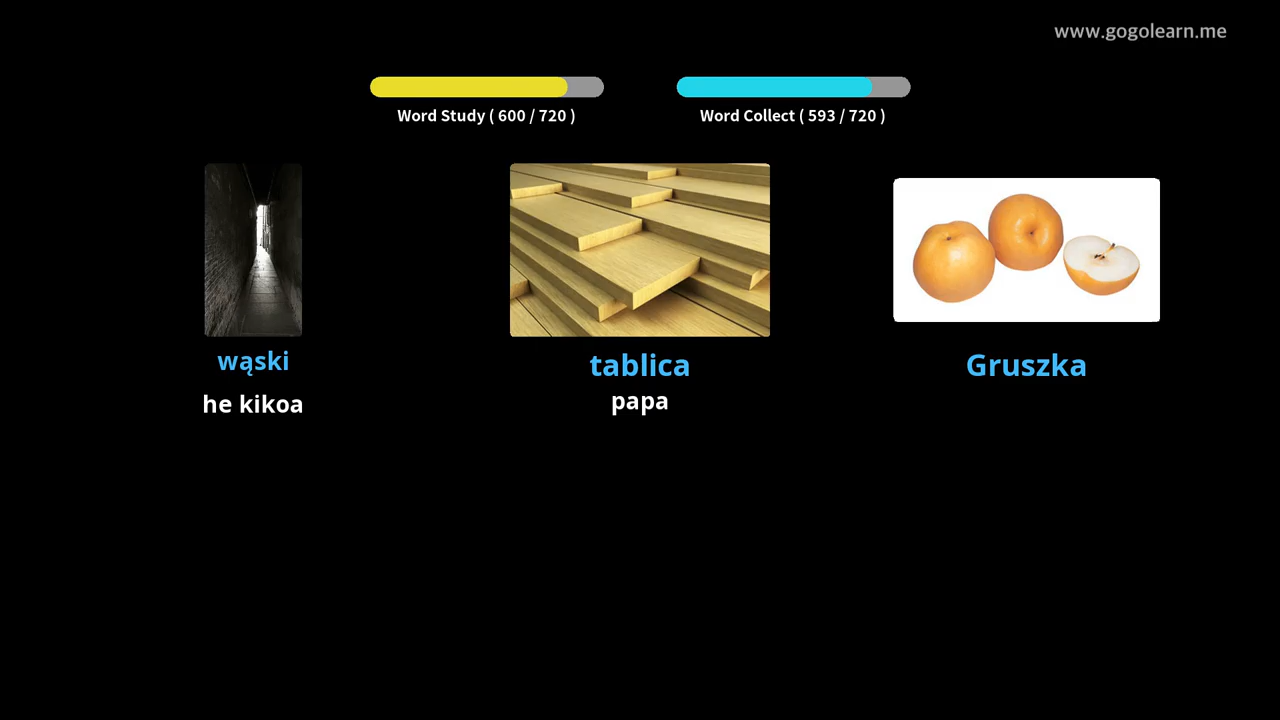 www.gogolearn.me
Word Study ( 600 / 720 )
Word Collect ( 593 / 720 )
wąski
he kikoa
tablica
papa
Gruszka